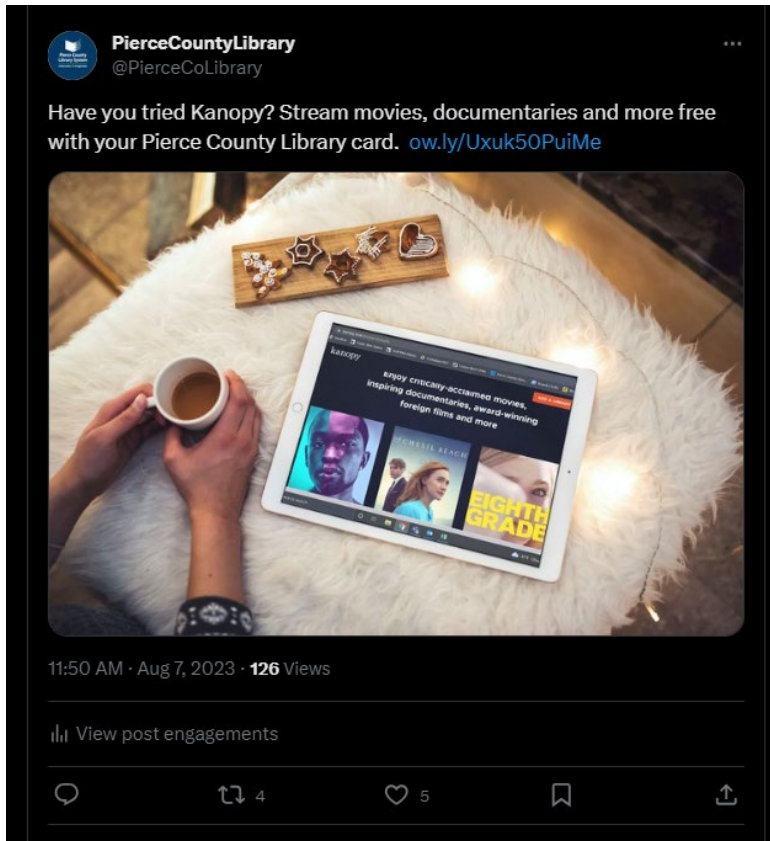 PierceCountyLibrary
@PierceCoLibrary
Have you tried Kanopy? Stream movies, documentaries and more free
with your Pierce County Library card. ow.ly/Uxuk50PuiMe
kanopy
Enjoy critically-acclaimed movies,
inspiring documentaries, award-winning
foreign films and more
CHESIL BEACH
EIGHTH
GRADE
11:50 AM · Aug 7, 2023 · 126 Views
View post engagements
4
5